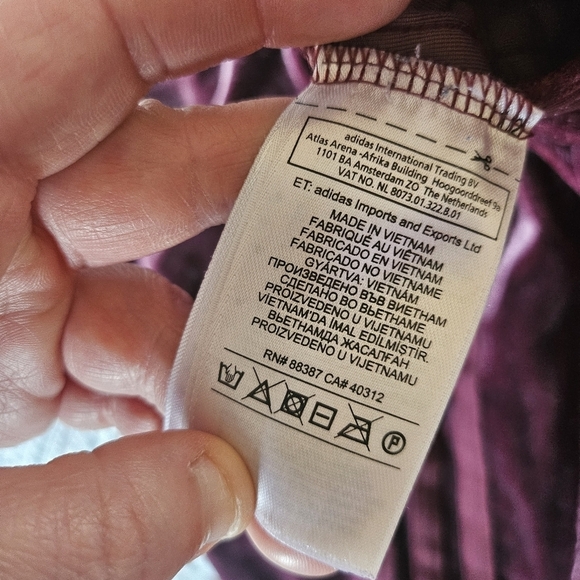 adidas International Trading BV
Atlas Arena -Afrika Building Hoogoorddreef 9a
1101 BA Amsterdam ZO The Netherlands
VAT NO. NL 8073.01.322.B.01
ET: adidas Imports and Exports Ltd
MADE IN VIETNAM
FABRIQUE AU VIETNAM
FABRICADO EN VIETNAM
FABRICADO NO VIETNAME
GYÁRTVA: VIETNÁM
ПРОИЗВЕДЕНО ВЪВ ВИЕТНАМ
СДЕЛАНО ВО ВЬЕТНАМЕ
PROIZVEDENO U VIJETNAMU
VIETNAM'DA İMAL EDİLMİŞTİR.
ВЬЕТНАМДА ЖАСАЛҒАН
PROIZVEDENO U VIJETNAMU
RN# 88387 CA# 40312
P